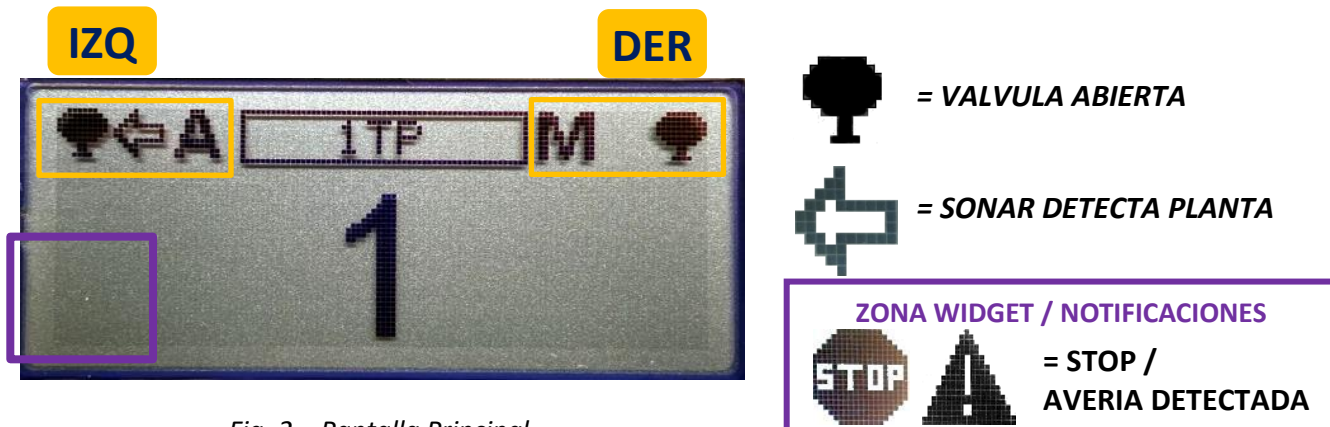 IZQ
DER
A
1TP
M
1
= VALVULA ABIERTA
= SONAR DETECTA PLANTA
ZONA WIDGET / NOTIFICACIONES
STOP
= STOP /
AVERIA DETECTADA